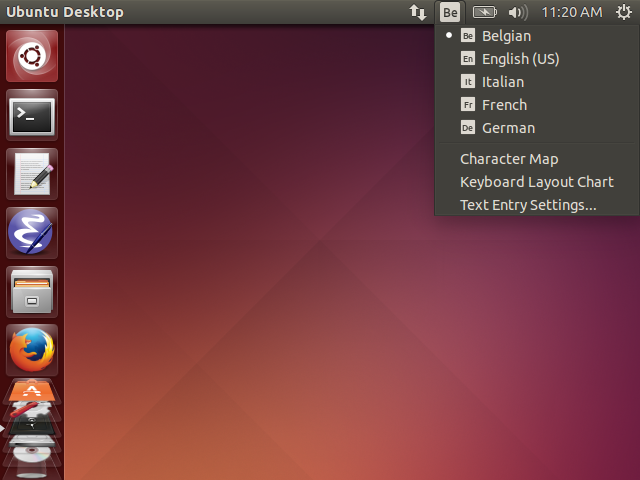 Ubuntu Desktop
Be
11:20 AM
Be Belgian
En English (US)
It Italian
Fr French
De German
Character Map
Keyboard Layout Chart
Text Entry Settings...
>_